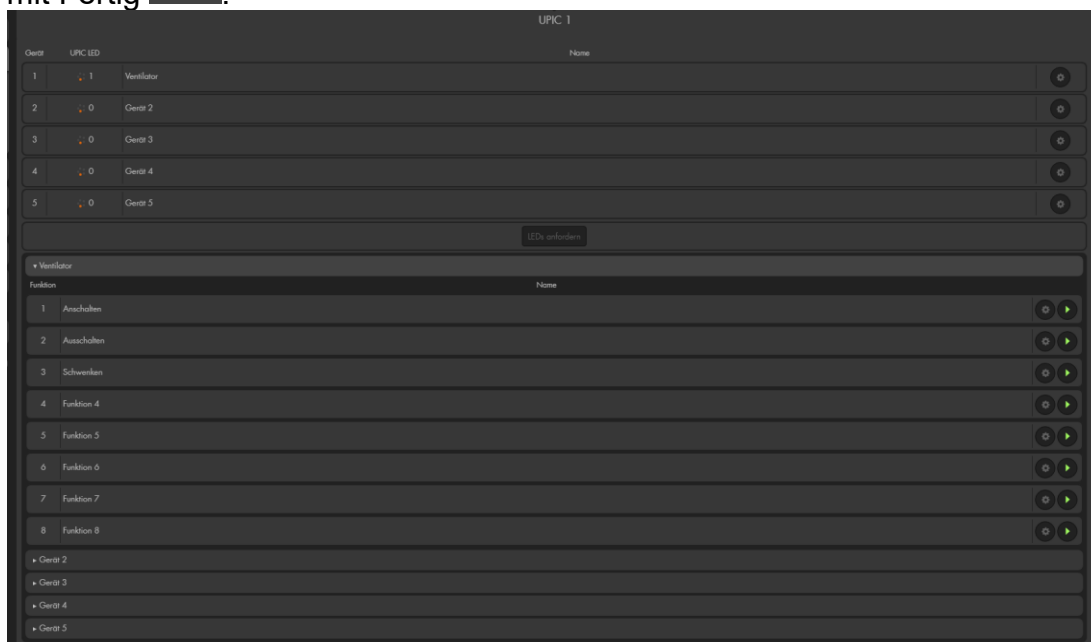 mit Fertig
UPIC 1
Gerät UPIC LED Name
1 1 Ventilator
2 0 Gerät 2
3 0 Gerät 3
4 0 Gerät 4
5 0 Gerät 5
LEDs anfordern
Ventilator
Funktion Name
1 Anschalten
2 Ausschalten
3 Schwenken
4 Funktion 4
5 Funktion 5
6 Funktion 6
7 Funktion 7
8 Funktion 8
Gerät 2
Gerät 3
Gerät 4
Gerät 5